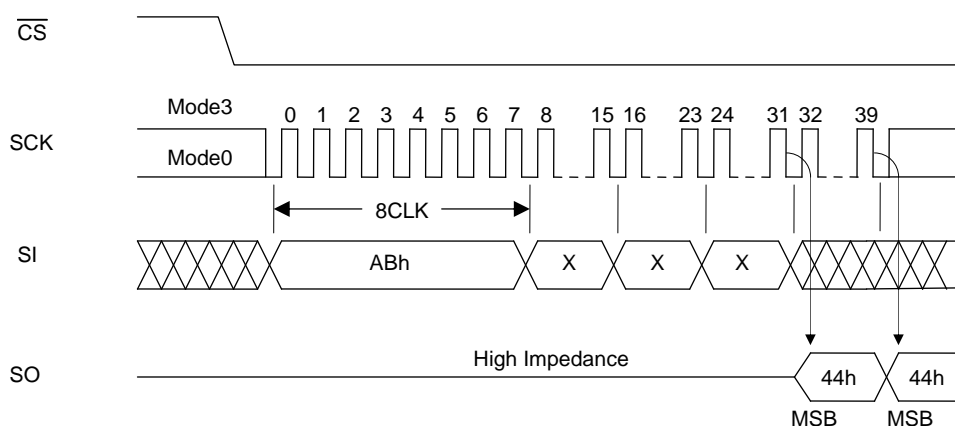 CS
Mode3
0 1 2 3 4 5 6 7 8 15 16 23 24 31 32 39
SCK
Mode0
8CLK
SI
ABh X X X
High Impedance
SO
44h 44h
MSB MSB